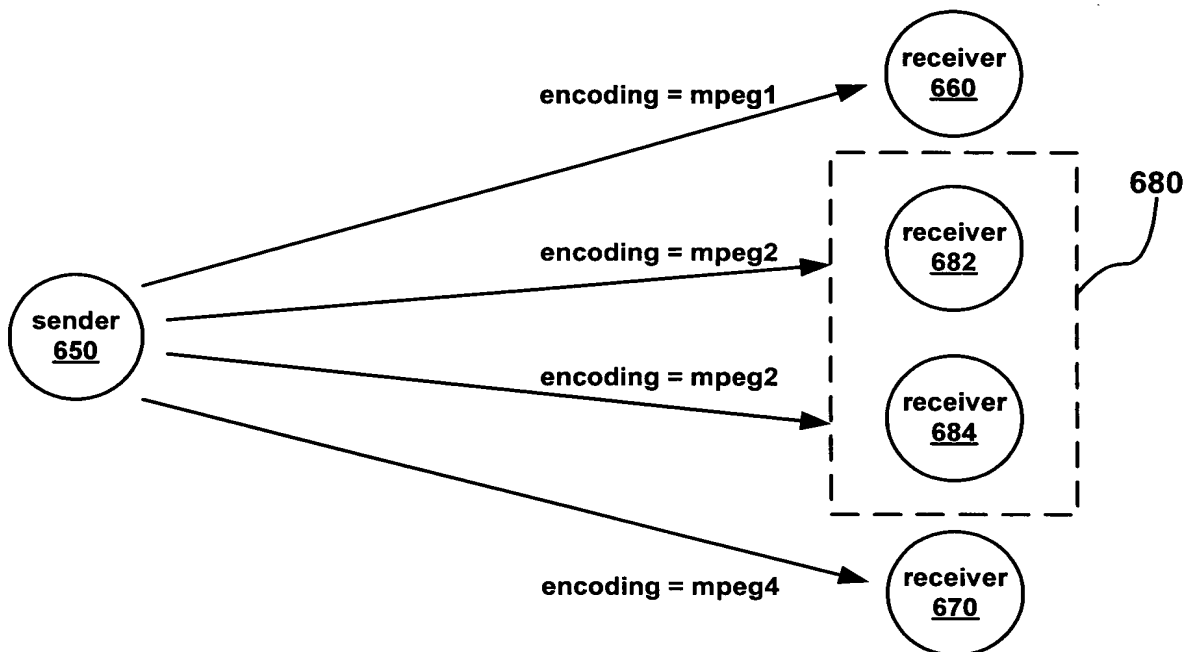 receiver
660
encoding = mpeg1
680
receiver
682
encoding = mpeg2
sender
650
encoding = mpeg2
receiver
684
receiver
670
encoding = mpeg4